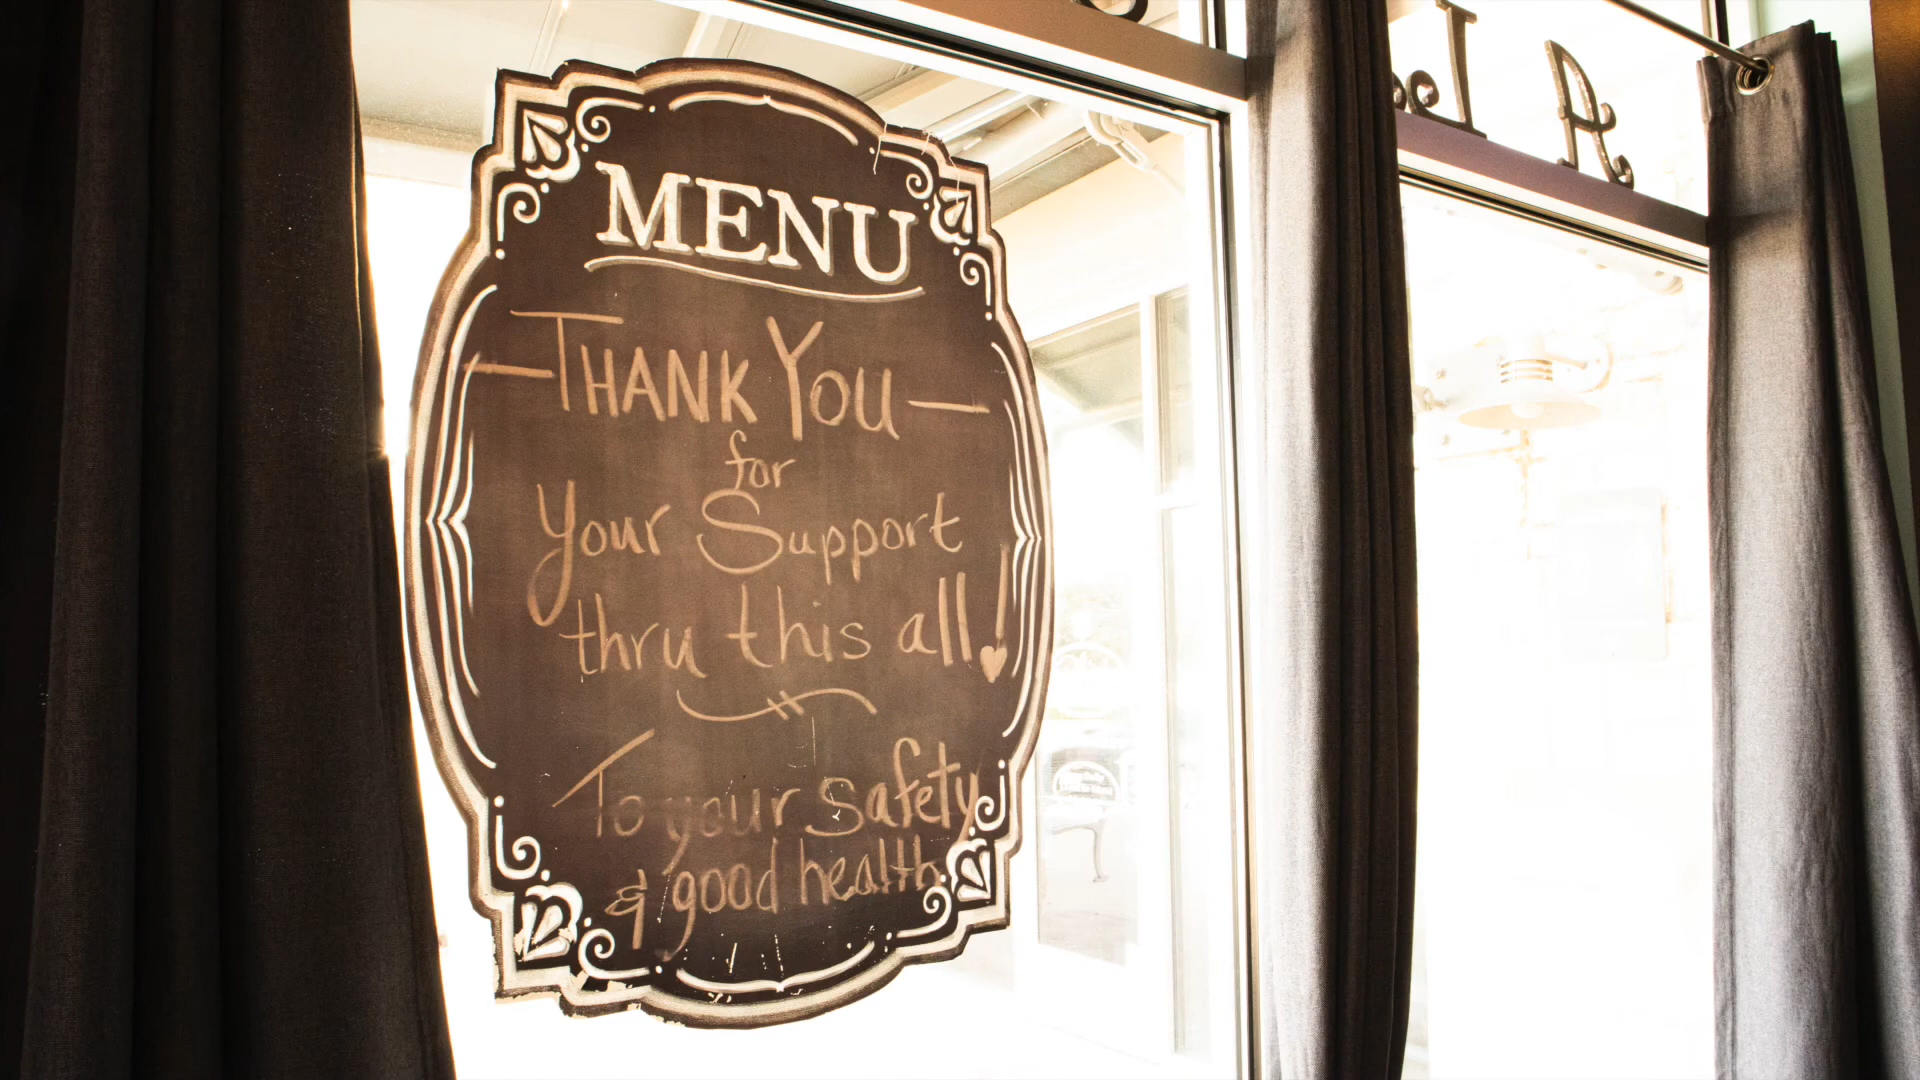 MENU
— THANK YOU —
for
your Support
thru this all!
To your safety
& good health